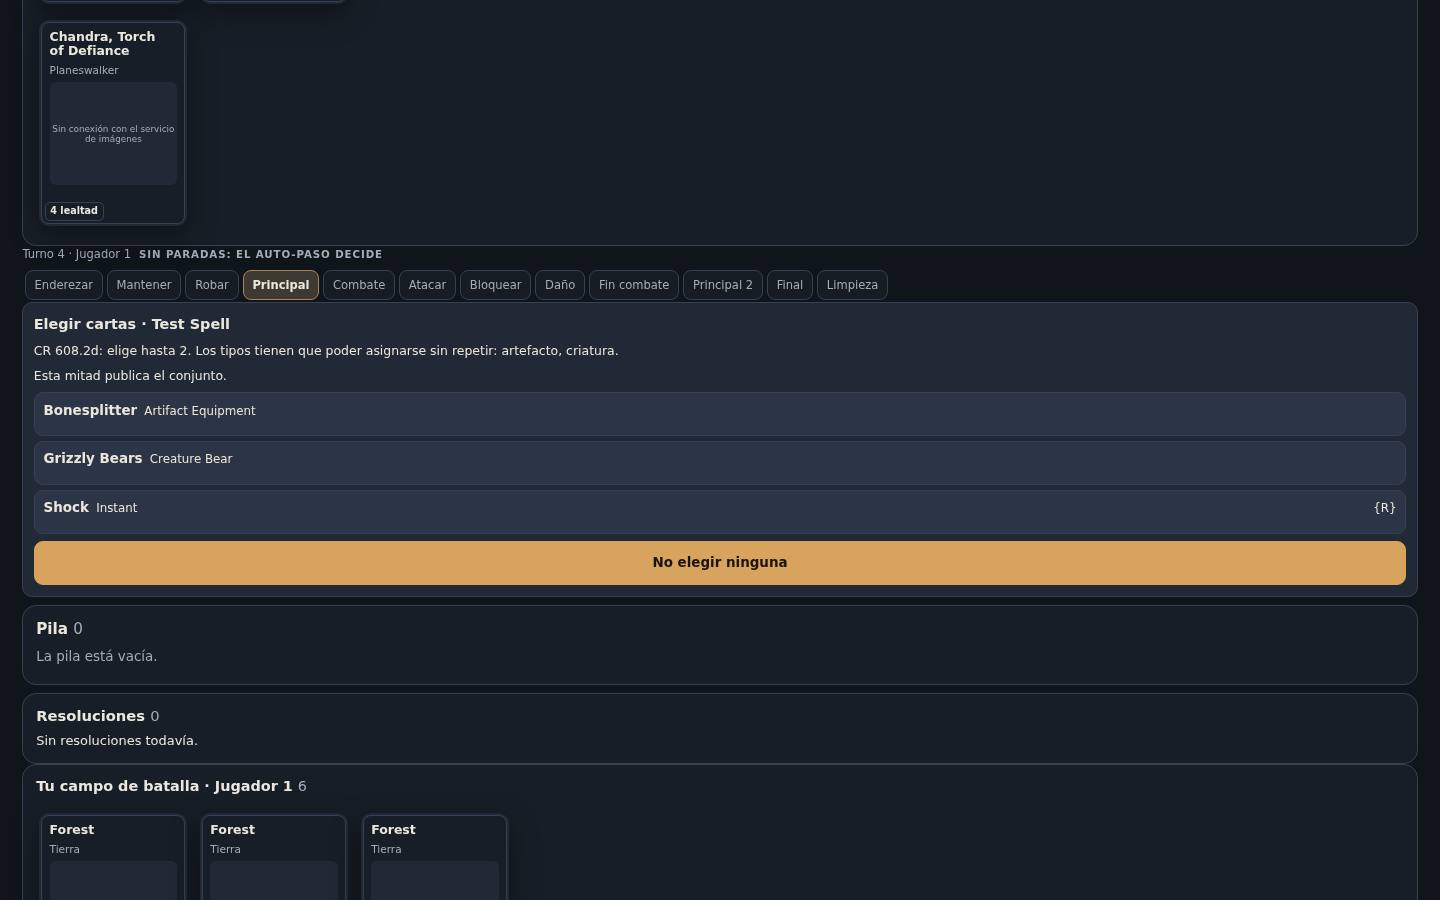 Chandra, Torch
of Defiance
Planeswalker
Sin conexión con el servicio
de imágenes
4 lealtad
Turno 4 · Jugador 1 SIN PARADAS: EL AUTO-PASO DECIDE
Enderezar Mantener Robar Principal Combate Atacar Bloquear Daño Fin combate Principal 2 Final Limpieza
Elegir cartas · Test Spell
CR 608.2d: elige hasta 2. Los tipos tienen que poder asignarse sin repetir: artefacto, criatura.
Esta mitad publica el conjunto.
Bonesplitter Artifact Equipment
Grizzly Bears Creature Bear
Shock Instant {R}
No elegir ninguna
Pila 0
La pila está vacía.
Resoluciones 0
Sin resoluciones todavía.
Tu campo de batalla · Jugador 1 6
Forest Forest Forest
Tierra Tierra Tierra